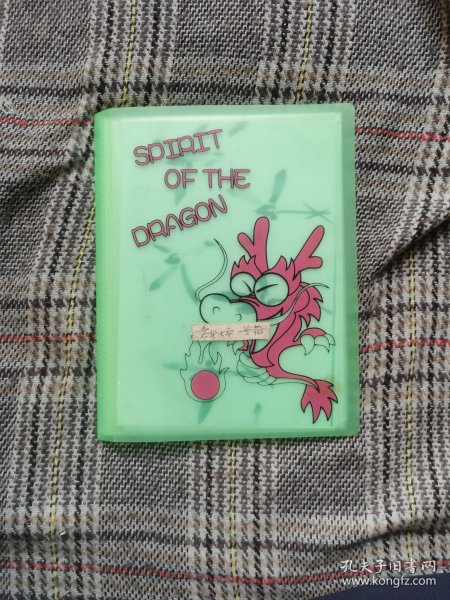 SPIRIT
OF THE
DRAGON
孔夫子旧书网
www.kongfz.com